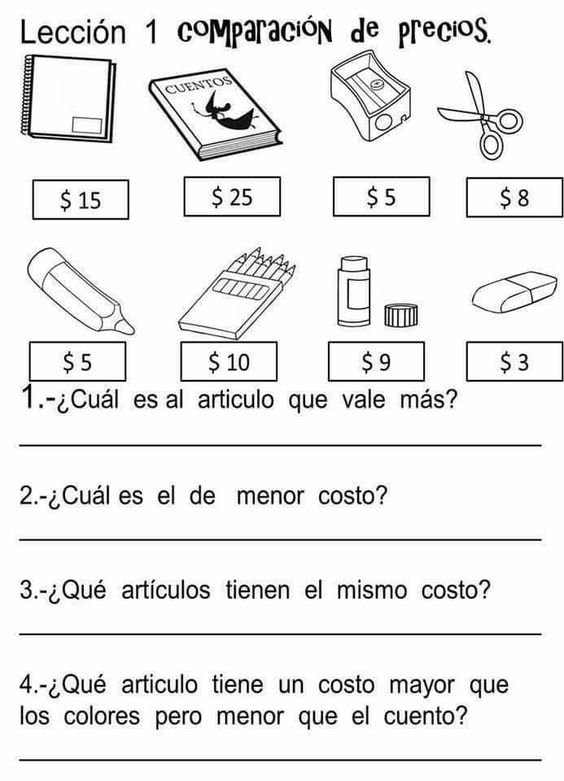 Lección 1 comparación de precios.
CUENTOS
$ 15 $ 25 $ 5 $ 8
$ 5 $ 10 $ 9 $ 3
1.-¿Cuál es al articulo que vale más?
2.-¿Cuál es el de menor costo?
3.-¿Qué artículos tienen el mismo costo?
4.-¿Qué articulo tiene un costo mayor que
los colores pero menor que el cuento?